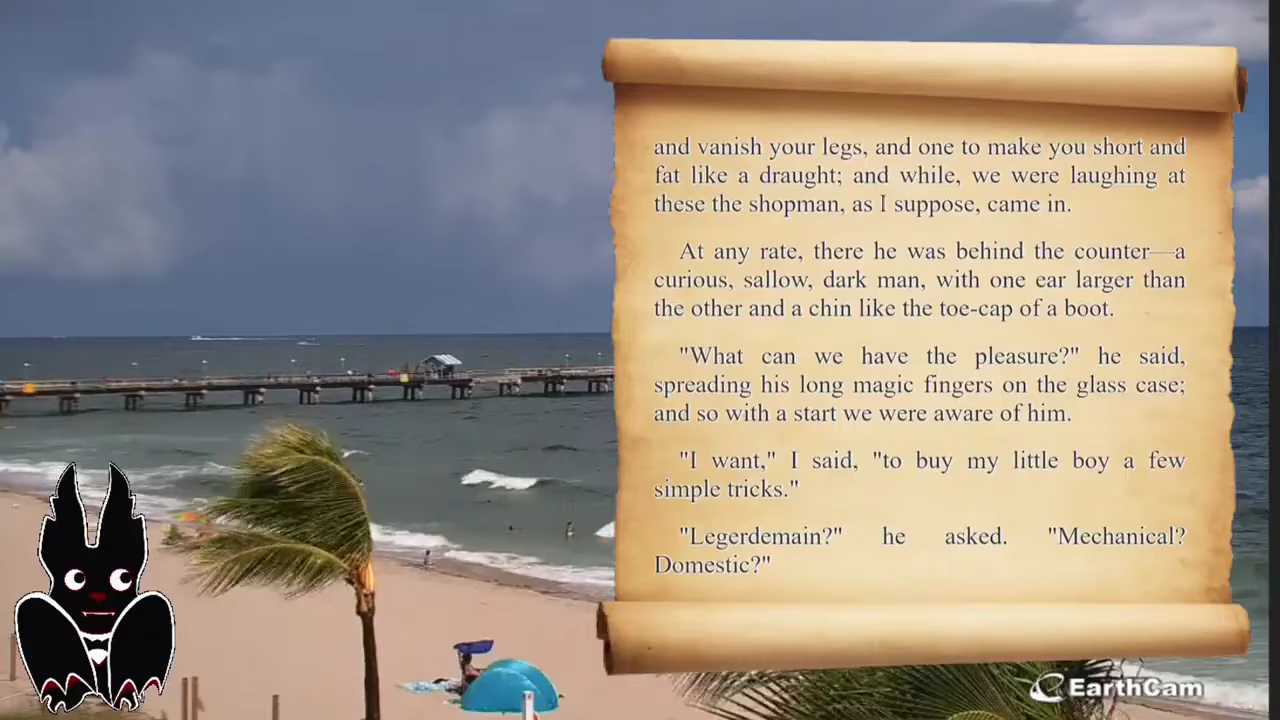 and vanish your legs, and one to make you short and
fat like a draught; and while, we were laughing at
these the shopman, as I suppose, came in.
At any rate, there he was behind the counter—a
curious, sallow, dark man, with one ear larger than
the other and a chin like the toe-cap of a boot.
"What can we have the pleasure?" he said,
spreading his long magic fingers on the glass case;
and so with a start we were aware of him.
"I want," I said, "to buy my little boy a few
simple tricks."
"Legerdemain?" he asked. "Mechanical?
Domestic?"
EarthCam